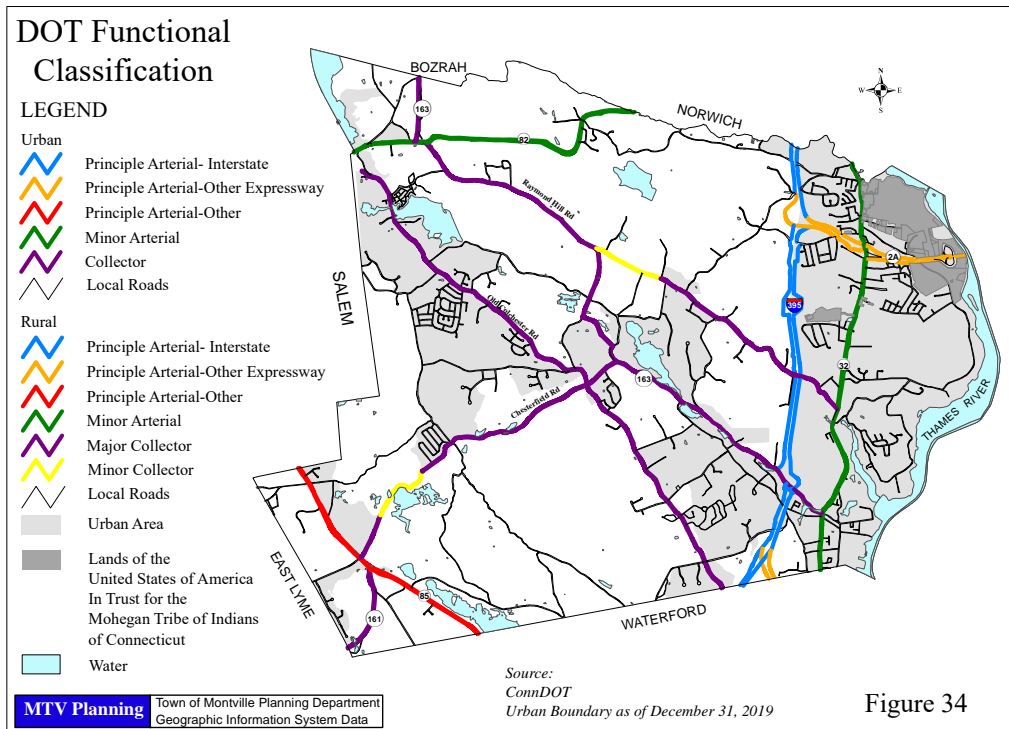 DOT Functional
Classification
LEGEND
Urban
Principle Arterial- Interstate
Principle Arterial-Other Expressway
Principle Arterial-Other
Minor Arterial
Collector
Local Roads
Rural
Principle Arterial- Interstate
Principle Arterial-Other Expressway
Principle Arterial-Other
Minor Arterial
Major Collector
Minor Collector
Local Roads
Urban Area
Lands of the
United States of America
In Trust for the
Mohegan Tribe of Indians
of Connecticut
Water
BOZRAH
163
82
NORWICH
N
W
E
S
Raymond Hill Rd
SALEM
2A
395
Old Colchester Rd
163
32
Chesterfield Rd
THAMES RIVER
EAST LYME
85
161
WATERFORD
MTV Planning
Town of Montville Planning Department
Geographic Information System Data
Source:
ConnDOT
Urban Boundary as of December 31, 2019
Figure 34